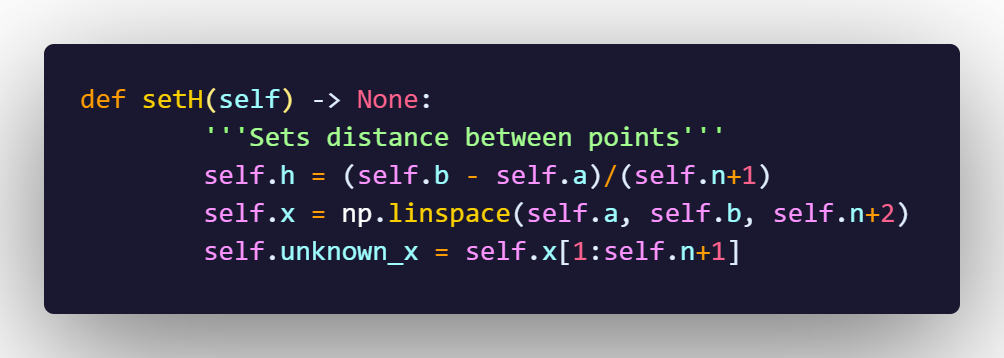 def setH(self) -> None:
        '''Sets distance between points'''
        self.h = (self.b - self.a)/(self.n+1)
        self.x = np.linspace(self.a, self.b, self.n+2)
        self.unknown_x = self.x[1:self.n+1]